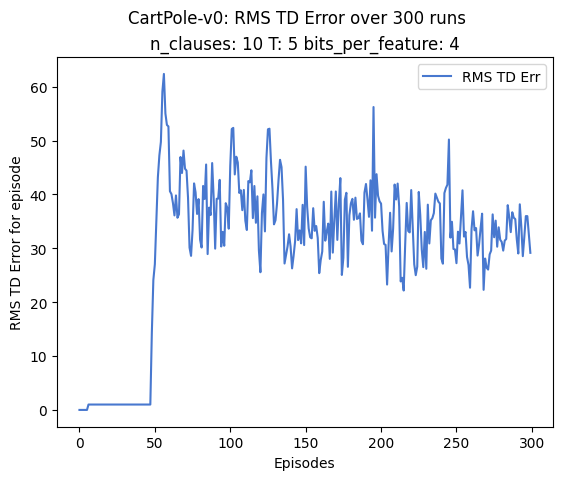 CartPole-v0: RMS TD Error over 300 runs
n_clauses: 10 T: 5 bits_per_feature: 4
RMS TD Err
60
50
40
30
20
10
0
RMS TD Error for episode
0 50 100 150 200 250 300
Episodes